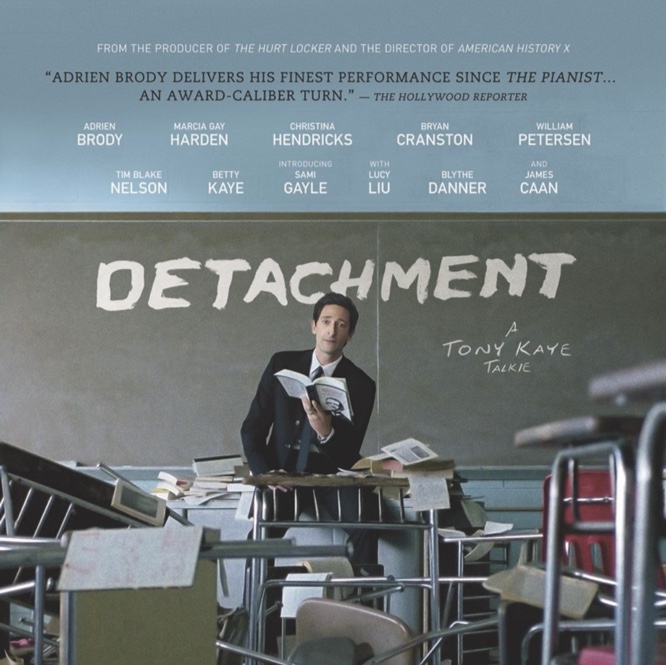 FROM THE PRODUCER OF THE HURT LOCKER AND THE DIRECTOR OF AMERICAN HISTORY X
“ADRIEN BRODY DELIVERS HIS FINEST PERFORMANCE SINCE THE PIANIST...
AN AWARD-CALIBER TURN.” — THE HOLLYWOOD REPORTER
ADRIEN BRODY
MARCIA GAY HARDEN
CHRISTINA HENDRICKS
BRYAN CRANSTON
WILLIAM PETERSEN
TIM BLAKE NELSON
BETTY KAYE
INTRODUCING SAMI GAYLE
WITH LUCY LIU
BLYTHE DANNER
AND JAMES CAAN
DETACHMENT
A
TONY KAYE
TALKIE